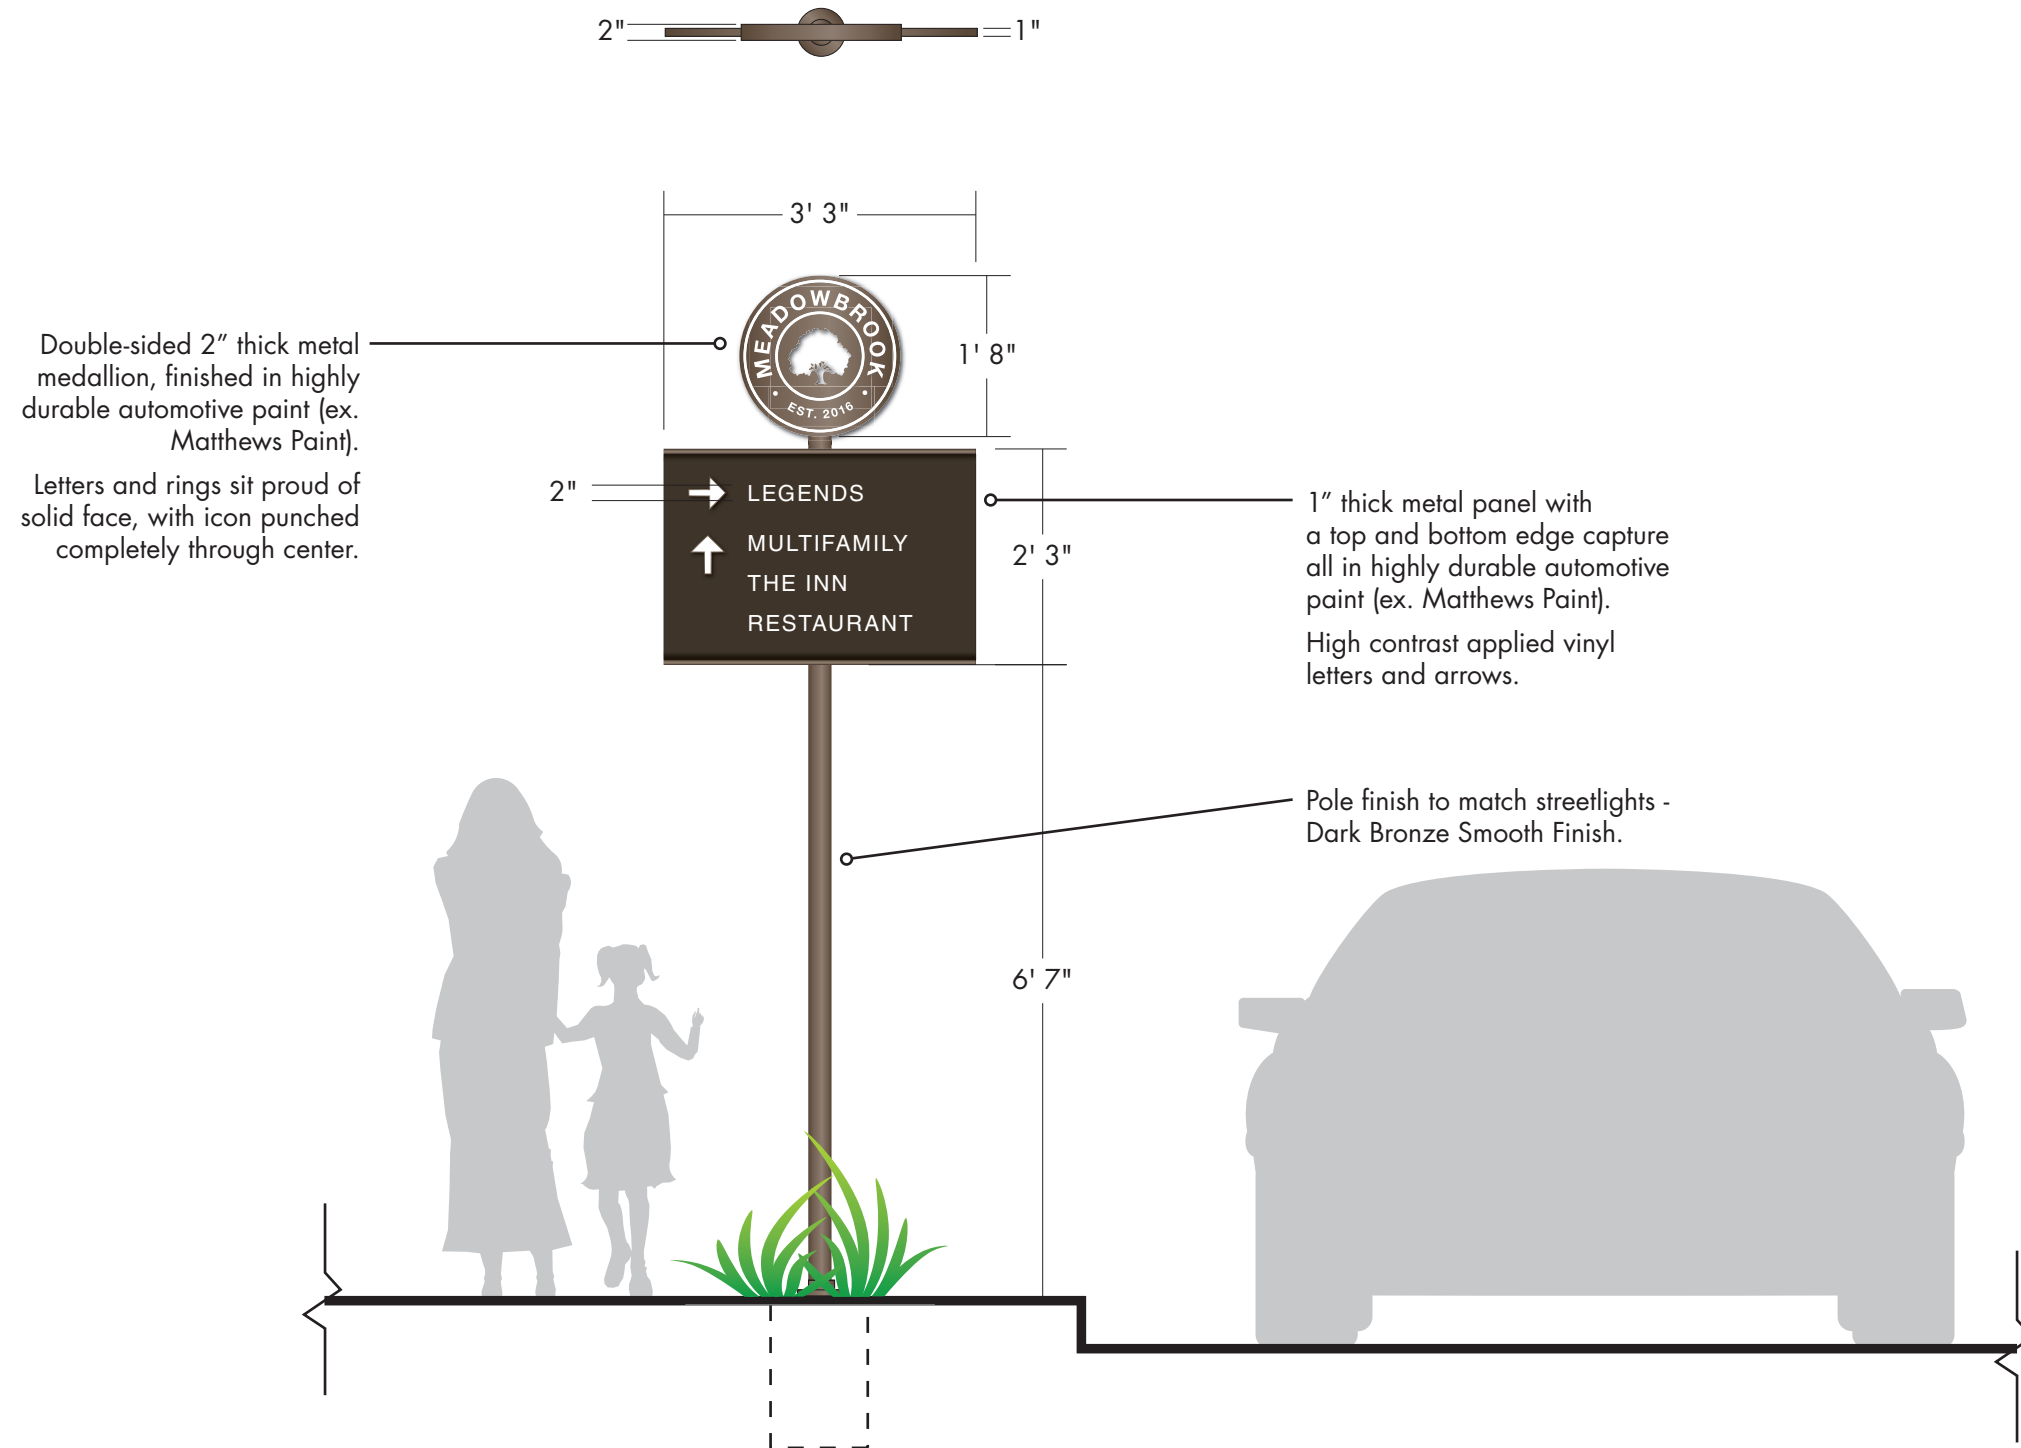 2"
1"
3' 3"
MEADOWBROOK
EST. 2016
1' 8"
Double-sided 2” thick metal
medallion, finished in highly
durable automotive paint (ex.
Matthews Paint).
Letters and rings sit proud of
solid face, with icon punched
completely through center.
2"
LEGENDS
MULTIFAMILY
THE INN
RESTAURANT
2' 3"
1” thick metal panel with
a top and bottom edge capture
all in highly durable automotive
paint (ex. Matthews Paint).
High contrast applied vinyl
letters and arrows.
Pole finish to match streetlights -
Dark Bronze Smooth Finish.
6' 7"